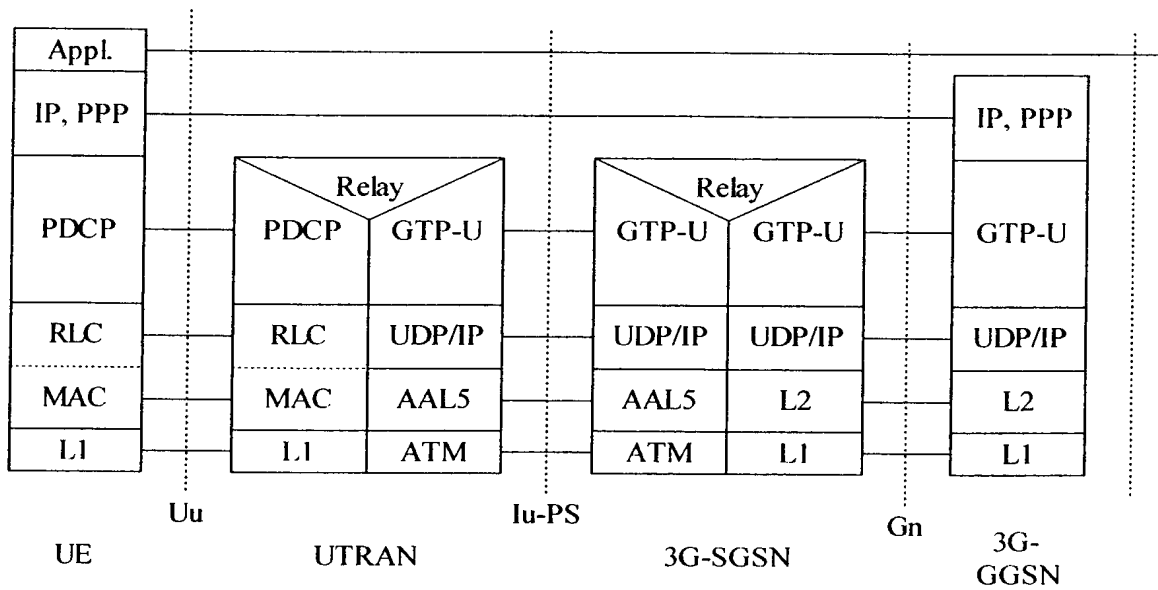 Appl.
IP, PPP
IP, PPP
Relay
Relay
PDCP
PDCP
GTP-U
GTP-U
GTP-U
GTP-U
RLC
RLC
UDP/IP
UDP/IP
UDP/IP
UDP/IP
MAC
MAC
AAL5
AAL5
L2
L2
L1
L1
ATM
ATM
L1
L1
Uu
Iu-PS
Gn
UE
UTRAN
3G-SGSN
3G-
GGSN